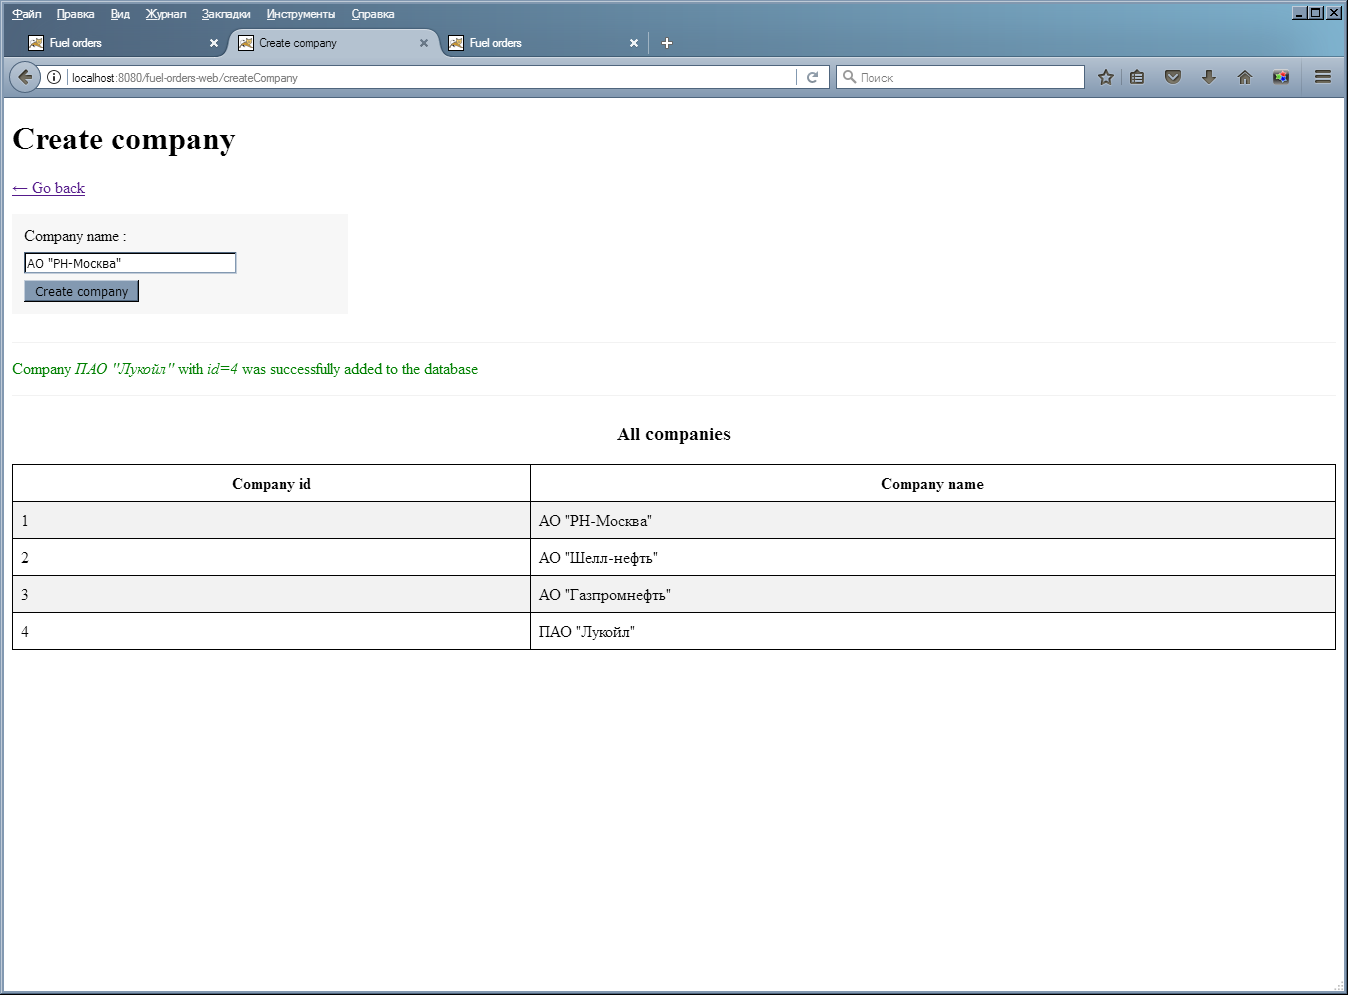 Файл Правка Вид Журнал Закладки Инструменты Справка
Fuel orders Create company Fuel orders
localhost:8080/fuel-orders-web/createCompany Поиск
Create company
← Go back
Company name :
АО "РН-Москва"
Create company
Company ПАО "Лукойл" with id=4 was successfully added to the database
All companies
Company id Company name
1 АО "РН-Москва"
2 АО "Шелл-нефть"
3 АО "Газпромнефть"
4 ПАО "Лукойл"